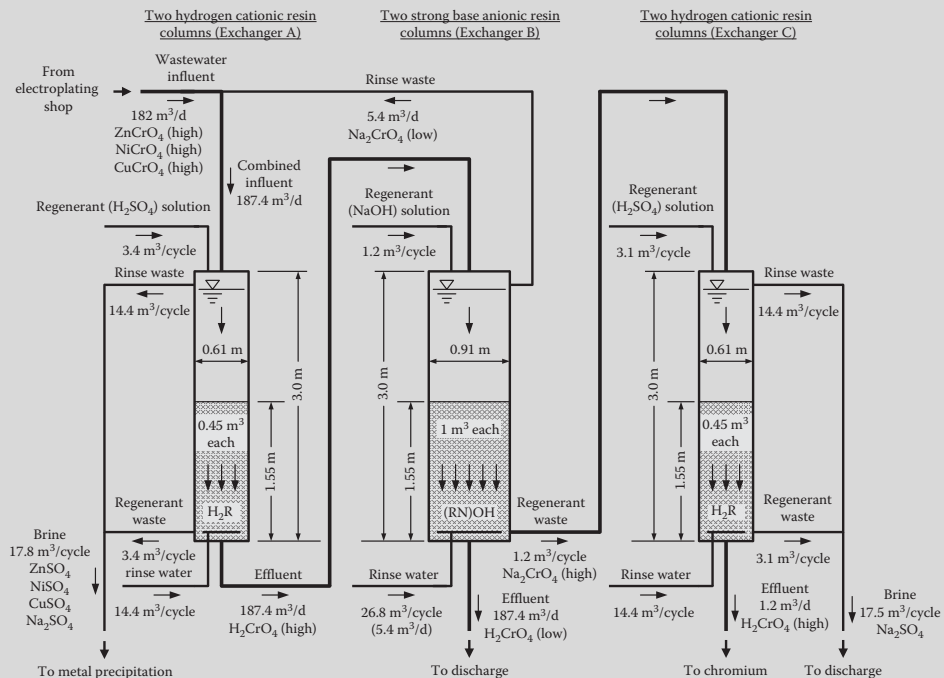 Two hydrogen cationic resin
columns (Exchanger A)
Two strong base anionic resin
columns (Exchanger B)
Two hydrogen cationic resin
columns (Exchanger C)
Wastewater
influent
From
electroplating
shop
182 m³/d
ZnCrO₄ (high)
NiCrO₄ (high)
CuCrO₄ (high)
Rinse waste
5.4 m³/d
Na₂CrO₄ (low)
Combined
influent
187.4 m³/d
Regenerant (H₂SO₄) solution
3.4 m³/cycle
Rinse waste
14.4 m³/cycle
0.61 m
3.0 m
0.45 m³
each
1.55 m
H₂R
Regenerant
waste
3.4 m³/cycle
rinse water
14.4 m³/cycle
Brine
17.8 m³/cycle
ZnSO₄
NiSO₄
CuSO₄
Na₂SO₄
To metal precipitation
Effluent
187.4 m³/d
H₂CrO₄ (high)
Regenerant
(NaOH) solution
1.2 m³/cycle
0.91 m
3.0 m
1 m³ each
1.55 m
(RN)OH
Regenerant
waste
1.2 m³/cycle
Na₂CrO₄ (high)
Rinse water
26.8 m³/cycle
(5.4 m³/d)
Effluent
187.4 m³/d
H₂CrO₄ (low)
To discharge
Regenerant
(H₂SO₄) solution
3.1 m³/cycle
Rinse waste
14.4 m³/cycle
0.61 m
3.0 m
0.45 m³
each
1.55 m
H₂R
Regenerant
waste
3.1 m³/cycle
Rinse water
14.4 m³/cycle
Effluent
1.2 m³/d
H₂CrO₄ (high)
Brine
17.5 m³/cycle
Na₂SO₄
To chromium
To discharge